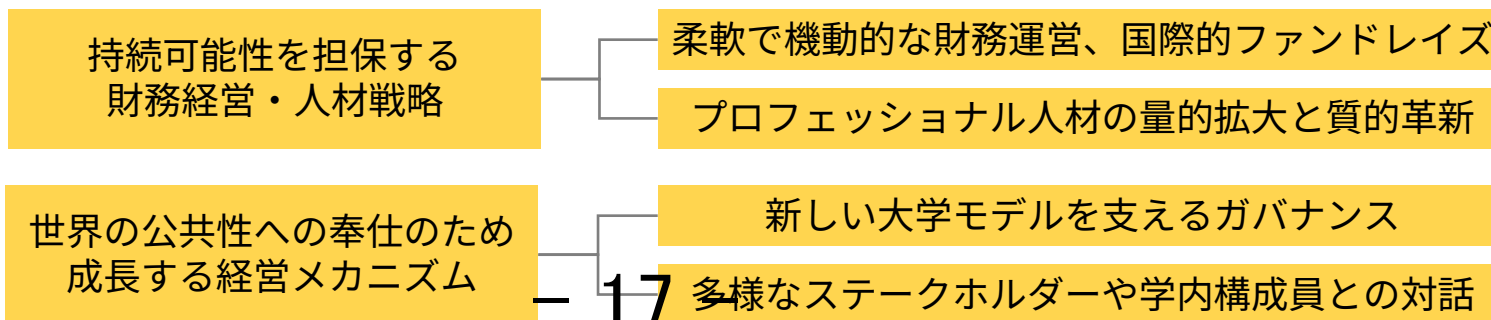 持続可能性を担保する
財務経営・人材戦略
柔軟で機動的な財務運営、国際的ファンドレイズ
プロフェッショナル人材の量的拡大と質的革新
世界の公共性への奉仕のため
成長する経営メカニズム
新しい大学モデルを支えるガバナンス
多様なステークホルダーや学内構成員との対話
– 17 –